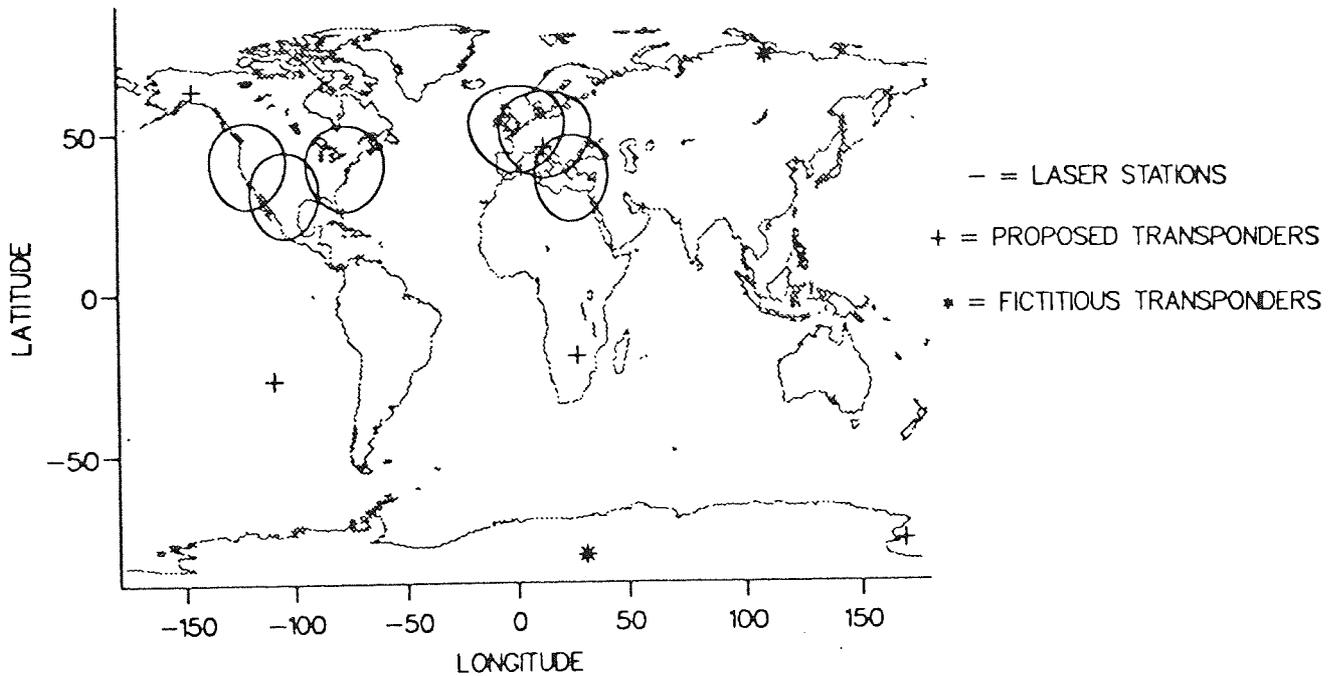 50
0
-50
LATITUDE
-150 -100 -50 0 50 100 150
LONGITUDE
- = LASER STATIONS
+ = PROPOSED TRANSPONDERS
* = FICTITIOUS TRANSPONDERS